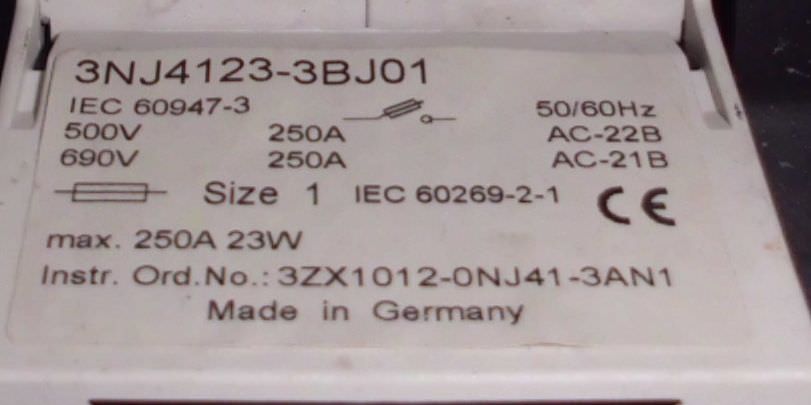 3NJ4123-3BJ01
IEC 60947-3 50/60Hz
500V 250A AC-22B
690V 250A AC-21B
Size 1 IEC 60269-2-1 CE
max. 250A 23W
Instr. Ord.No.: 3ZX1012-0NJ41-3AN1
Made in Germany